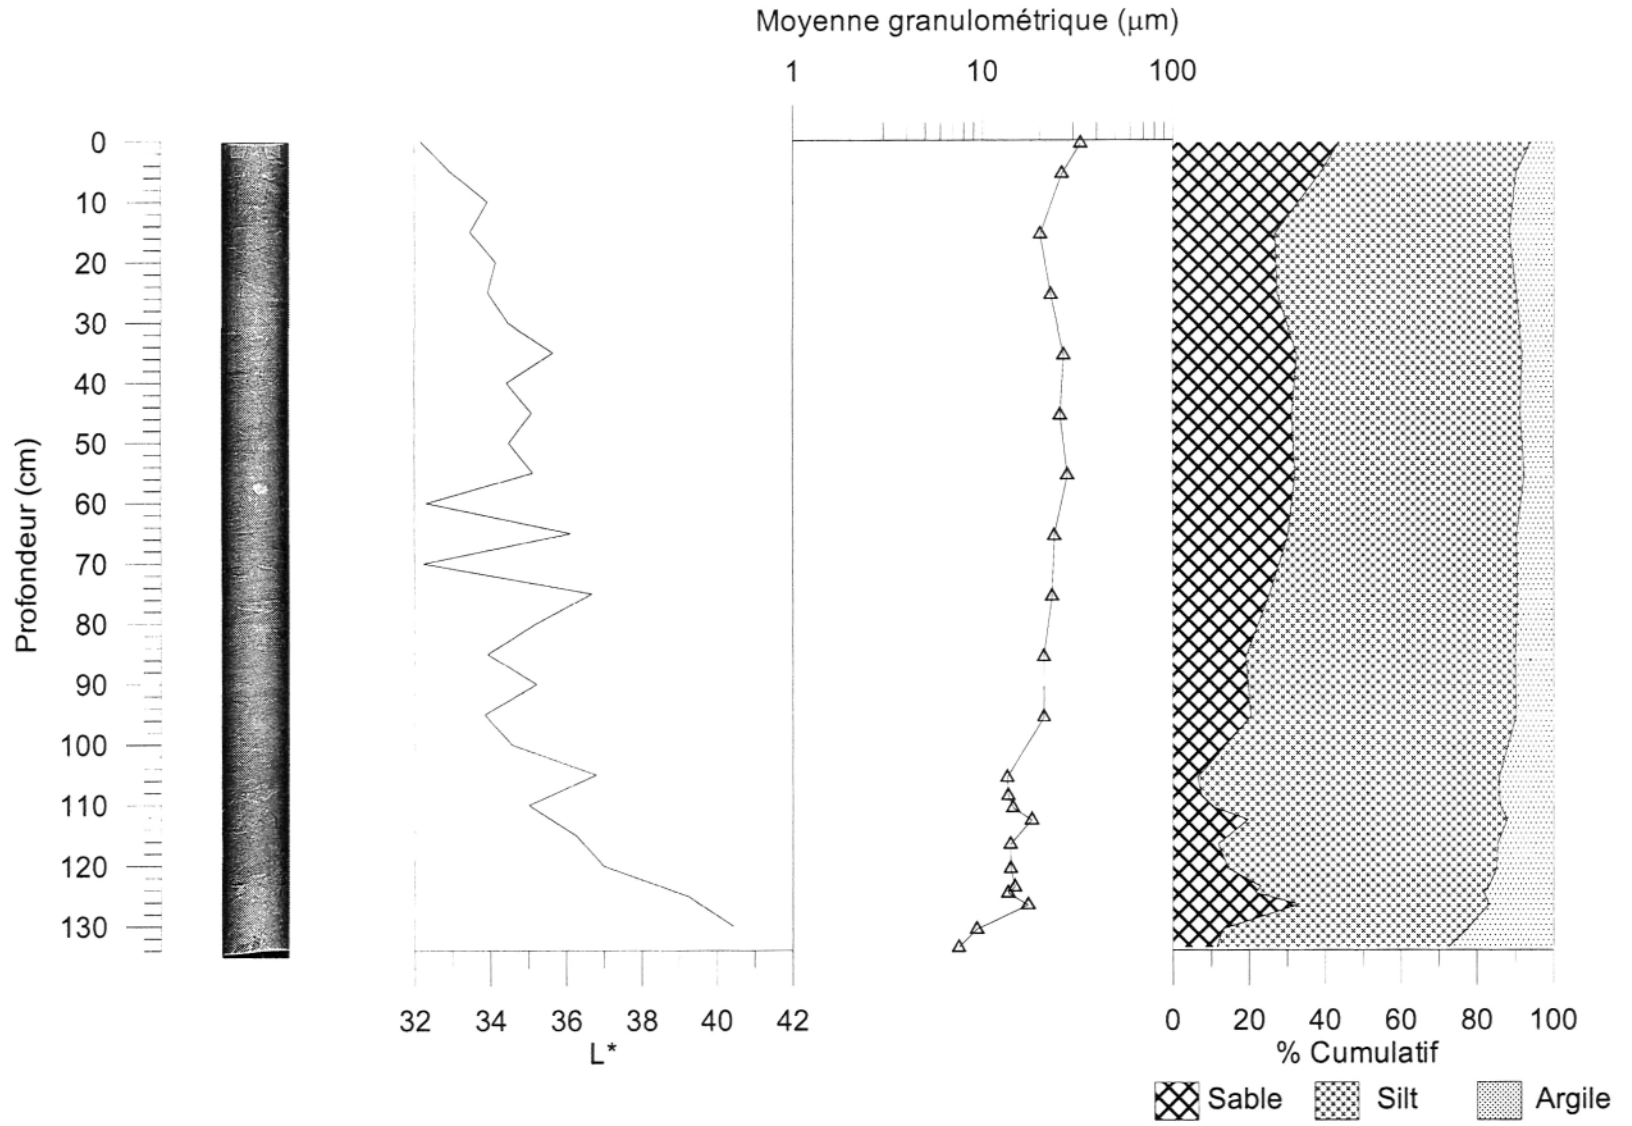 Moyenne granulométrique (μm)
1 10 100
0
10
20
30
40
50
60
70
80
90
100
110
120
130
Profondeur (cm)
32 34 36 38 40 42
L*
0 20 40 60 80 100
% Cumulatif
Sable Silt Argile